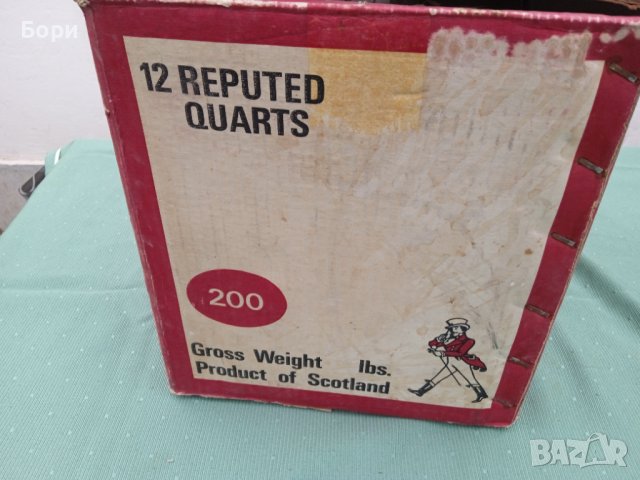 Бори
12 REPUTED
QUARTS
200
Gross Weight lbs.
Product of Scotland
BAZAR